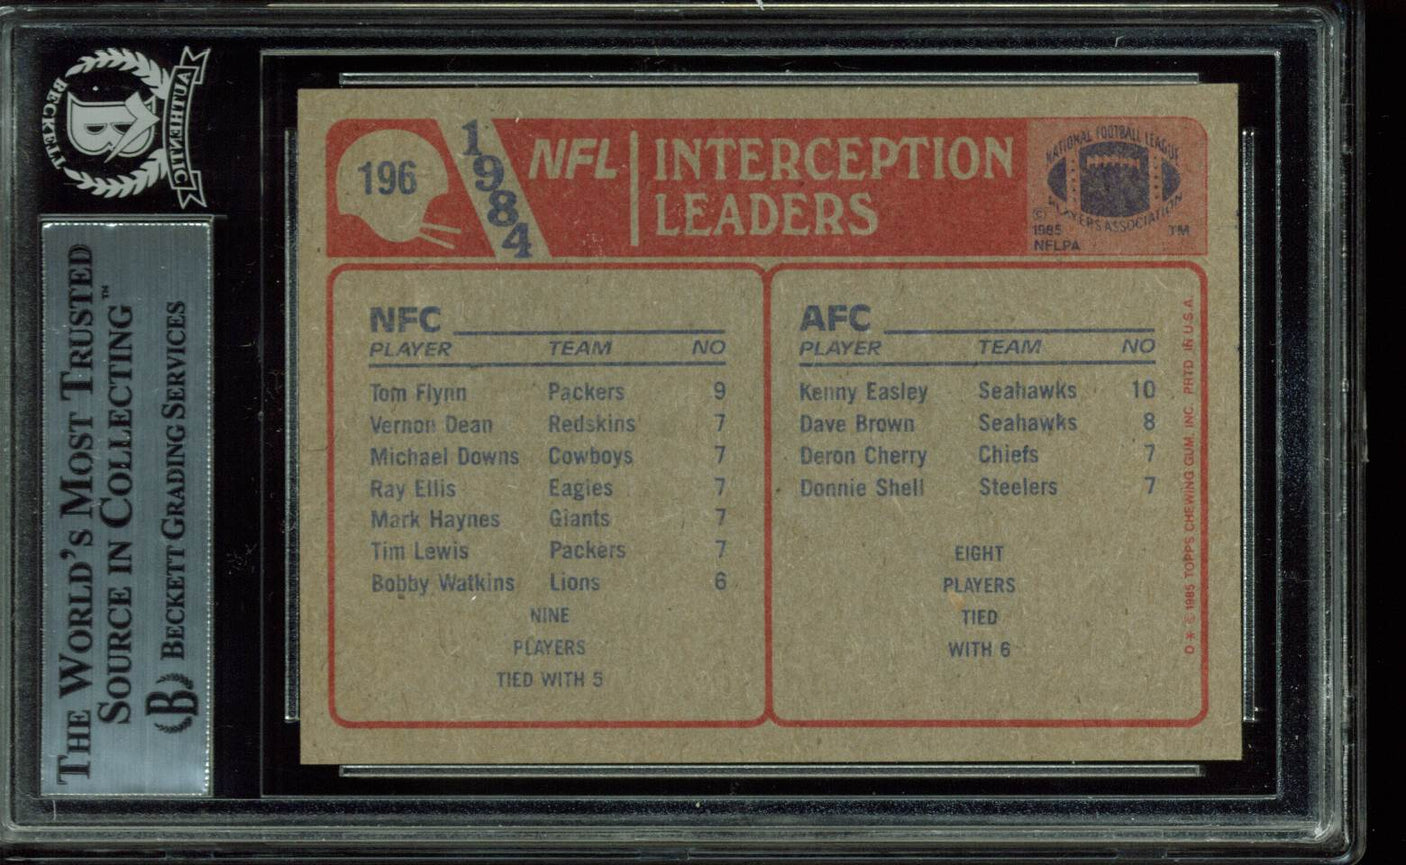 BECKETT
AUTHENTIC
B
THE WORLD'S MOST TRUSTED
SOURCE IN COLLECTING™
B BECKETT GRADING SERVICES
196
1984
NFL
INTERCEPTION
LEADERS
NATIONAL FOOTBALL LEAGUE
PLAYERS ASSOCIATION
©
1985
NFLPA
TM
NFC
PLAYER TEAM NO
Tom Flynn Packers 9
Vernon Dean Redskins 7
Michael Downs Cowboys 7
Ray Ellis Eagles 7
Mark Haynes Giants 7
Tim Lewis Packers 7
Bobby Watkins Lions 6
NINE
PLAYERS
TIED WITH 5
AFC
PLAYER TEAM NO
Kenny Easley Seahawks 10
Dave Brown Seahawks 8
Deron Cherry Chiefs 7
Donnie Shell Steelers 7
EIGHT
PLAYERS
TIED
WITH 6
D * © 1985 TOPPS CHEWING GUM, INC. PRTD. IN U.S.A.